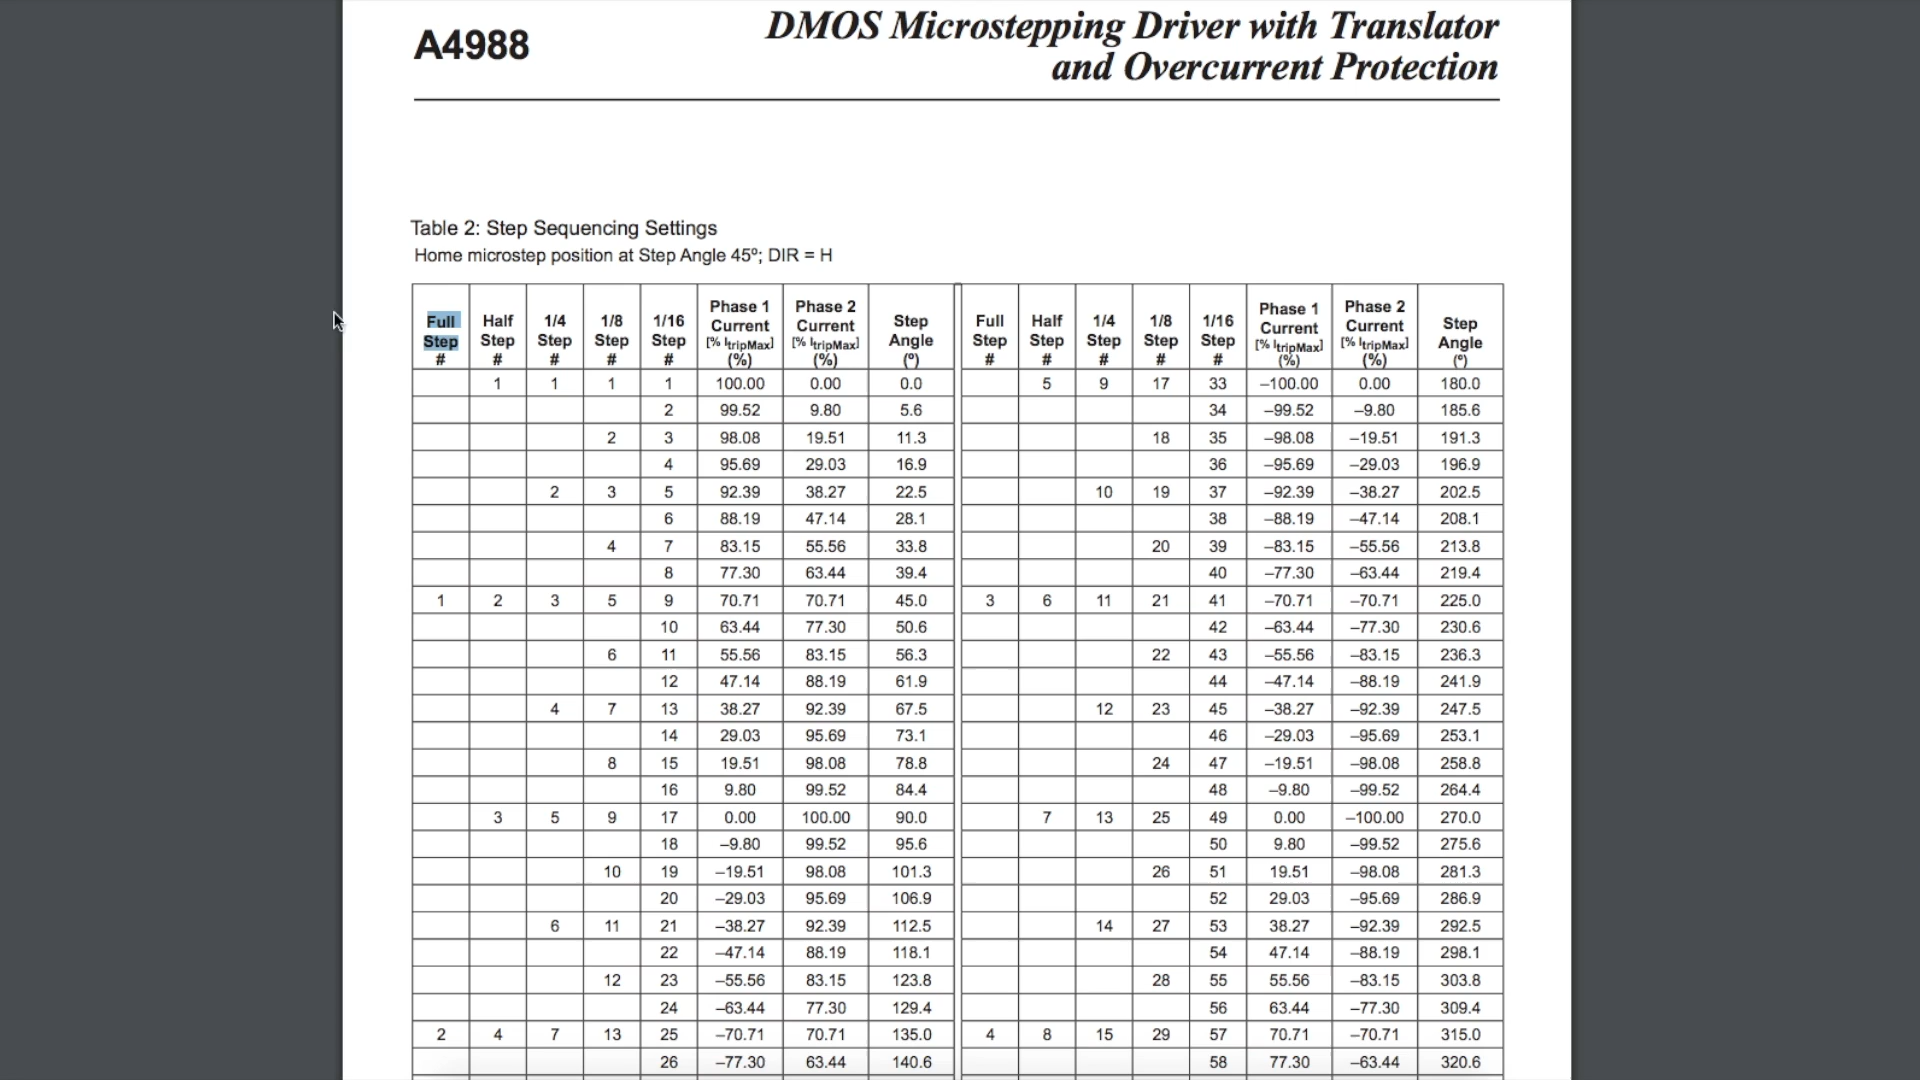 A4988
DMOS Microstepping Driver with Translator
and Overcurrent Protection
Table 2: Step Sequencing Settings
Home microstep position at Step Angle 45º; DIR = H
Full Step # Half Step # 1/4 Step # 1/8 Step # 1/16 Step # Phase 1 Current [% ItripMax] (%) Phase 2 Current [% ItripMax] (%) Step Angle (º) Full Step # Half Step # 1/4 Step # 1/8 Step # 1/16 Step # Phase 1 Current [% ItripMax] (%) Phase 2 Current [% ItripMax] (%) Step Angle (º)
1 1 1 1 100.00 0.00 0.0 5 9 17 33 –100.00 0.00 180.0
2 99.52 9.80 5.6 34 –99.52 –9.80 185.6
2 3 98.08 19.51 11.3 18 35 –98.08 –19.51 191.3
4 95.69 29.03 16.9 36 –95.69 –29.03 196.9
2 3 5 92.39 38.27 22.5 10 19 37 –92.39 –38.27 202.5
6 88.19 47.14 28.1 38 –88.19 –47.14 208.1
4 7 83.15 55.56 33.8 20 39 –83.15 –55.56 213.8
8 77.30 63.44 39.4 40 –77.30 –63.44 219.4
1 2 3 5 9 70.71 70.71 45.0 3 6 11 21 41 –70.71 –70.71 225.0
10 63.44 77.30 50.6 42 –63.44 –77.30 230.6
6 11 55.56 83.15 56.3 22 43 –55.56 –83.15 236.3
12 47.14 88.19 61.9 44 –47.14 –88.19 241.9
4 7 13 38.27 92.39 67.5 12 23 45 –38.27 –92.39 247.5
14 29.03 95.69 73.1 46 –29.03 –95.69 253.1
8 15 19.51 98.08 78.8 24 47 –19.51 –98.08 258.8
16 9.80 99.52 84.4 48 –9.80 –99.52 264.4
3 5 9 17 0.00 100.00 90.0 7 13 25 49 0.00 –100.00 270.0
18 –9.80 99.52 95.6 50 9.80 –99.52 275.6
10 19 –19.51 98.08 101.3 26 51 19.51 –98.08 281.3
20 –29.03 95.69 106.9 52 29.03 –95.69 286.9
6 11 21 –38.27 92.39 112.5 14 27 53 38.27 –92.39 292.5
22 –47.14 88.19 118.1 54 47.14 –88.19 298.1
12 23 –55.56 83.15 123.8 28 55 55.56 –83.15 303.8
24 –63.44 77.30 129.4 56 63.44 –77.30 309.4
2 4 7 13 25 –70.71 70.71 135.0 4 8 15 29 57 70.71 –70.71 315.0
26 –77.30 63.44 140.6 58 77.30 –63.44 320.6